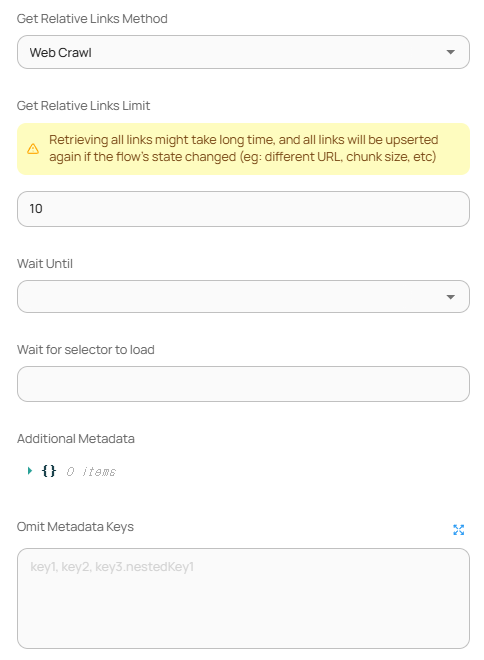 Get Relative Links Method
Web Crawl
Get Relative Links Limit
Retrieving all links might take long time, and all links will be upserted
again if the flow's state changed (eg: different URL, chunk size, etc)
10
Wait Until
Wait for selector to load
Additional Metadata
{} 0 items
Omit Metadata Keys
key1, key2, key3.nestedKey1